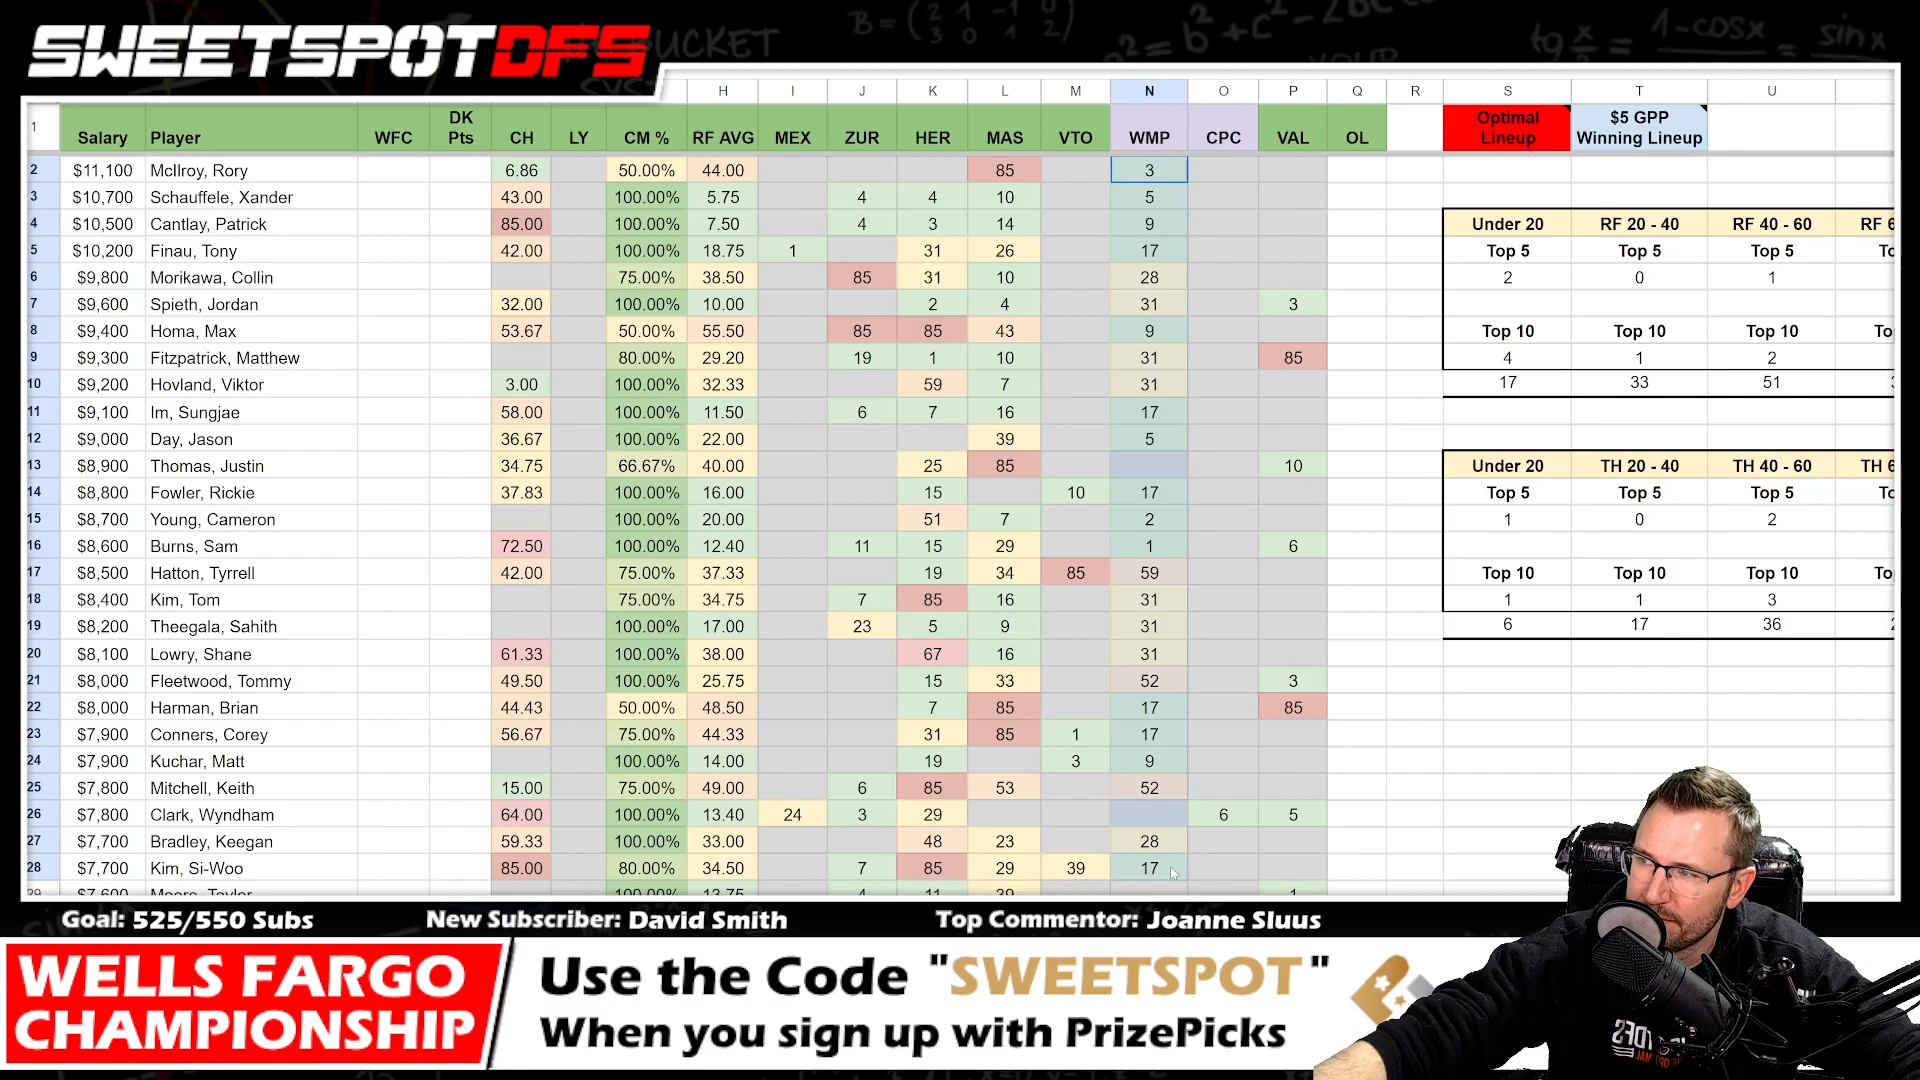 SWEETSPOTDFS
BUCKET
H I J K L M N O P Q R S T U
1 Salary Player WFC DK Pts CH LY CM % RF AVG MEX ZUR HER MAS VTO WMP CPC VAL OL Optimal Lineup $5 GPP Winning Lineup
2 $11,100 McIlroy, Rory 6.86 50.00% 44.00 85 3
3 $10,700 Schauffele, Xander 43.00 100.00% 5.75 4 4 10 5
4 $10,500 Cantlay, Patrick 85.00 100.00% 7.50 4 3 14 9
5 $10,200 Finau, Tony 42.00 100.00% 18.75 1 31 26 17
6 $9,800 Morikawa, Collin 75.00% 38.50 85 31 10 28
7 $9,600 Spieth, Jordan 32.00 100.00% 10.00 2 4 31 3
8 $9,400 Homa, Max 53.67 50.00% 55.50 85 85 43 9
9 $9,300 Fitzpatrick, Matthew 80.00% 29.20 19 1 10 31 85
10 $9,200 Hovland, Viktor 3.00 100.00% 32.33 59 7 31
11 $9,100 Im, Sungjae 58.00 100.00% 11.50 6 7 16 17
12 $9,000 Day, Jason 36.67 100.00% 22.00 39 5
13 $8,900 Thomas, Justin 34.75 66.67% 40.00 25 85 10
14 $8,800 Fowler, Rickie 37.83 100.00% 16.00 15 10 17
15 $8,700 Young, Cameron 100.00% 20.00 51 7 2
16 $8,600 Burns, Sam 72.50 100.00% 12.40 11 15 29 1 6
17 $8,500 Hatton, Tyrrell 42.00 75.00% 37.33 19 34 85 59
18 $8,400 Kim, Tom 75.00% 34.75 7 85 16 31
19 $8,200 Theegala, Sahith 100.00% 17.00 23 5 9 31
20 $8,100 Lowry, Shane 61.33 100.00% 38.00 67 16 31
21 $8,000 Fleetwood, Tommy 49.50 100.00% 25.75 15 33 52 3
22 $8,000 Harman, Brian 44.43 50.00% 48.50 7 85 17 85
23 $7,900 Conners, Corey 56.67 75.00% 44.33 31 85 1 17
24 $7,900 Kuchar, Matt 100.00% 14.00 19 3 9
25 $7,800 Mitchell, Keith 15.00 75.00% 49.00 6 85 53 52
26 $7,800 Clark, Wyndham 64.00 100.00% 13.40 24 3 29 6 5
27 $7,700 Bradley, Keegan 59.33 100.00% 33.00 48 23 28
28 $7,700 Kim, Si-Woo 85.00 80.00% 34.50 7 85 29 39 17
29 $7,600 Moore, Taylor 100.00% 13.75 4 11 39 1
Under 20 RF 20 - 40 RF 40 - 60 RF
Top 5 Top 5 Top 5
2 0 1
Top 10 Top 10 Top 10
4 1 2
17 33 51
Under 20 TH 20 - 40 TH 40 - 60 TH
Top 5 Top 5 Top 5
1 0 2
Top 10 Top 10 Top 10
1 1 3
6 17 36
Goal: 525/550 Subs New Subscriber: David Smith Top Commentor: Joanne Sluus
WELLS FARGO
CHAMPIONSHIP
Use the Code "SWEETSPOT"
When you sign up with PrizePicks